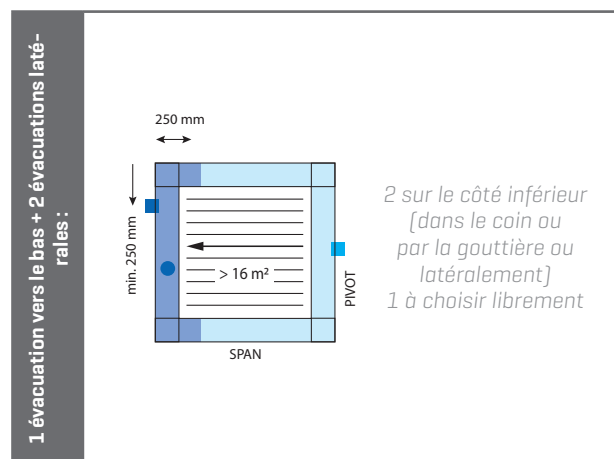 1 évacuation vers le bas + 2 évacuations laté-
rales :
250 mm
min. 250 mm
> 16 m²
PIVOT
SPAN
2 sur le côté inférieur
(dans le coin ou
par la gouttière ou
latéralement)
1 à choisir librement